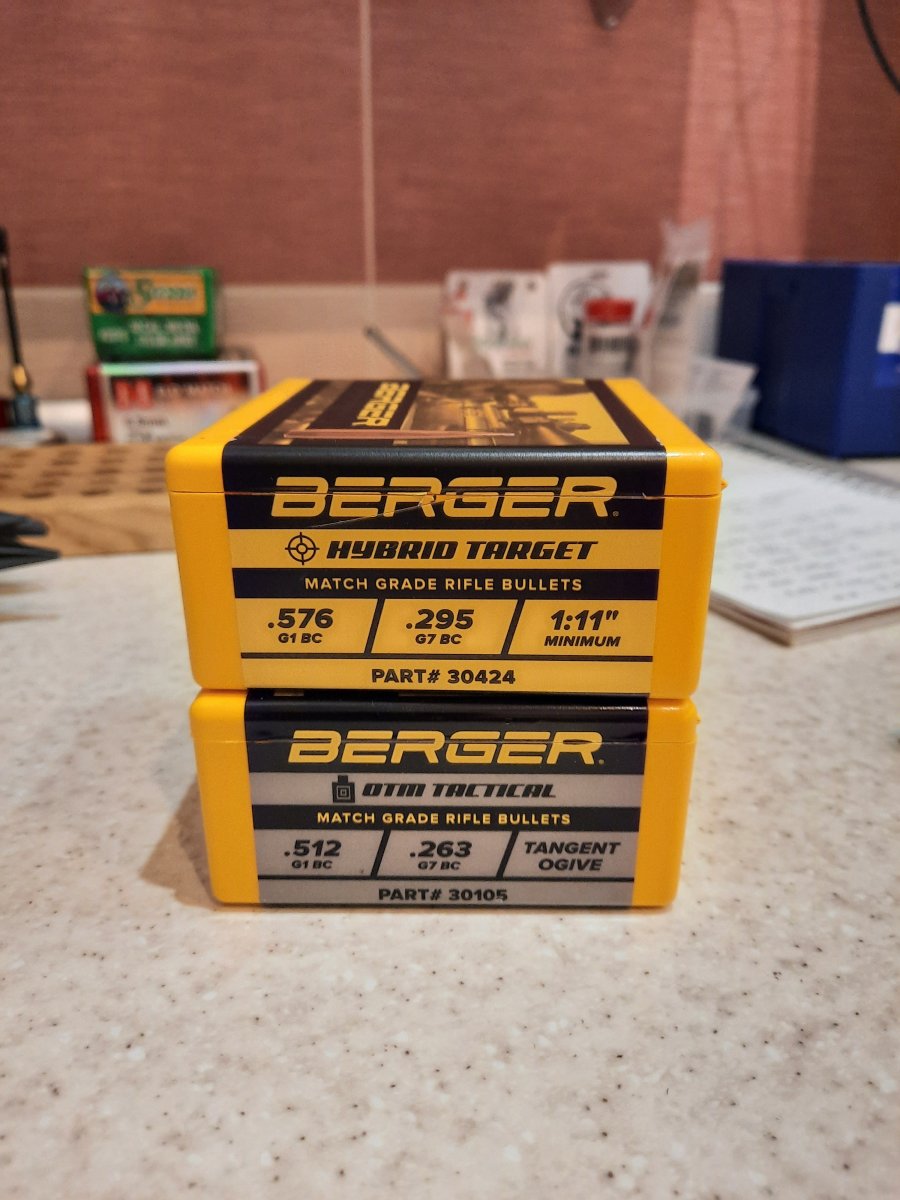 BERGER
BERGER®
HYBRID TARGET
MATCH GRADE RIFLE BULLETS
.576
G1 BC
.295
G7 BC
1:11"
MINIMUM
PART# 30424
BERGER®
OTM TACTICAL
MATCH GRADE RIFLE BULLETS
.512
G1 BC
.263
G7 BC
TANGENT
OGIVE
PART# 30105